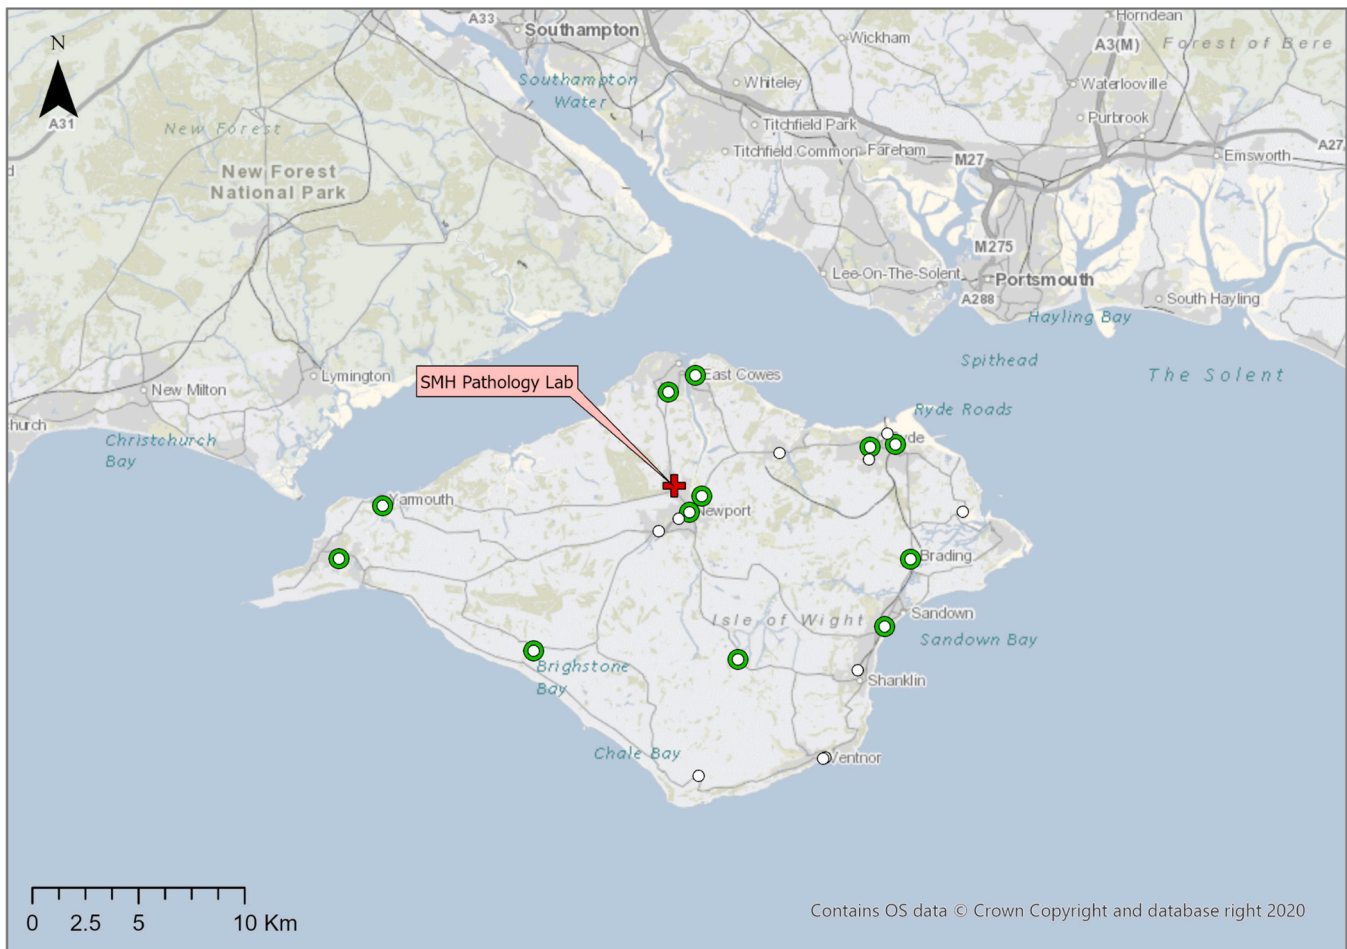 A33
Southampton
Horndean
Wickham
A3(M)
Forest of Bere
N
Southampton
Water
Whiteley
Waterlooville
A31
New Forest
Titchfield Park
Purbrook
Titchfield Common
Fareham
M27
Emsworth
A27
New Forest
National Park
M275
Lee-On-The-Solent
Portsmouth
A288
South Hayling
Hayling Bay
Spithead
The Solent
Lymington
SMH Pathology Lab
East Cowes
New Milton
Ryde Roads
church
Christchurch
Bay
yde
Yarmouth
Newport
Brading
Isle of Wight
Sandown
Sandown Bay
Brighstone
Bay
Shanklin
Chale Bay
Ventnor
0 2.5 5 10 Km
Contains OS data © Crown Copyright and database right 2020